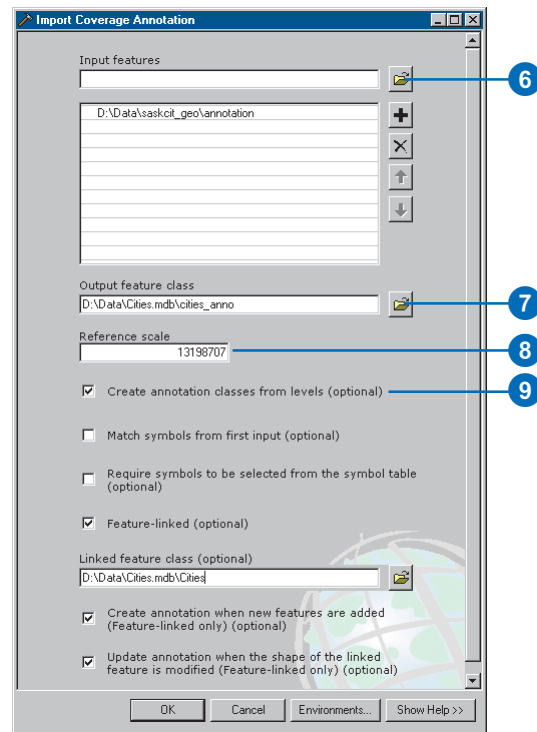 Import Coverage Annotation
Input features
6
D:\Data\saskcit_geo\annotation
Output feature class
D:\Data\Cities.mdb\cities_anno
7
Reference scale
13198707
8
Create annotation classes from levels (optional)
9
Match symbols from first input (optional)
Require symbols to be selected from the symbol table
(optional)
Feature-linked (optional)
Linked feature class (optional)
D:\Data\Cities.mdb\Cities
Create annotation when new features are added
(Feature-linked only) (optional)
Update annotation when the shape of the linked
feature is modified (Feature-linked only) (optional)
OK
Cancel
Environments...
Show Help >>